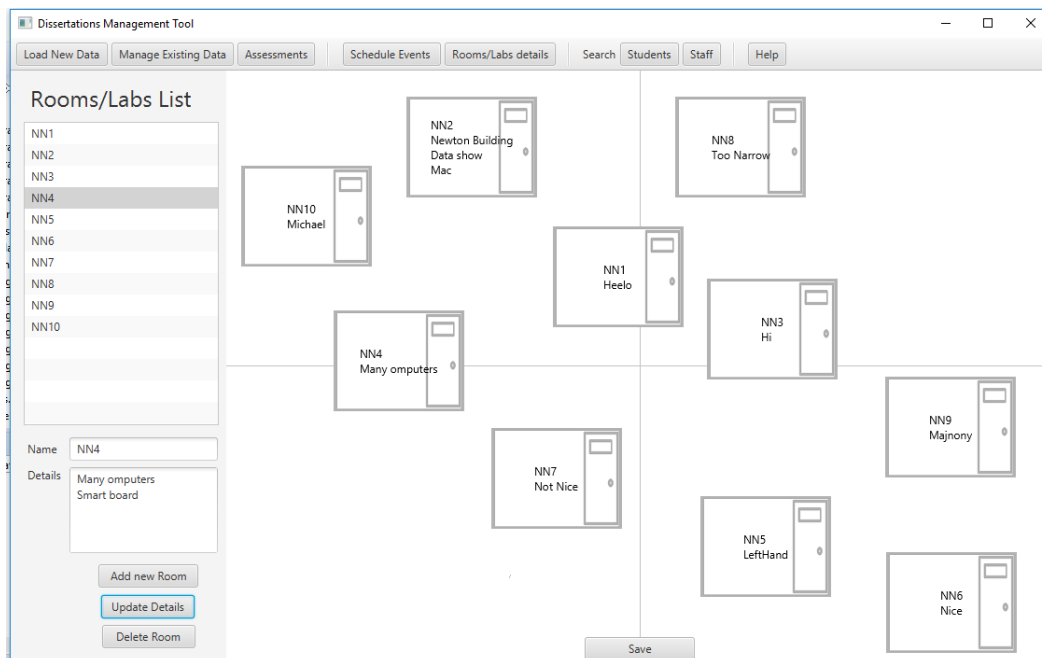 Dissertations Management Tool
Load New Data Manage Existing Data Assessments Schedule Events Rooms/Labs details Search Students Staff Help
Rooms/Labs List
NN1
NN2
NN3
NN4
NN5
NN6
NN7
NN8
NN9
NN10
Name NN4
Details Many omputers
Smart board
Add new Room
Update Details
Delete Room
NN2
Newton Building
Data show
Mac
NN8
Too Narrow
NN10
Michael
NN1
Heelo
NN3
Hi
NN4
Many omputers
NN9
Majnony
NN7
Not Nice
NN5
LeftHand
NN6
Nice
Save